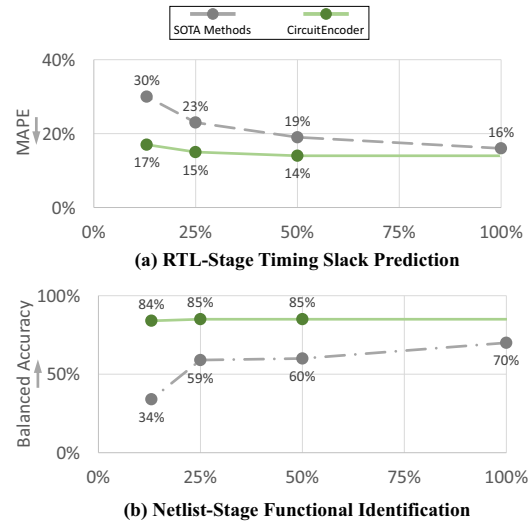 SOTA Methods CircuitEncoder
40%
30%
23%
19%
16%
MAPE
20%
17%
15%
14%
0%
0% 25% 50% 75% 100%
(a) RTL-Stage Timing Slack Prediction
100%
84% 85% 85%
Balanced Accuracy
50%
59%
60%
70%
34%
0%
0% 25% 50% 75% 100%
(b) Netlist-Stage Functional Identification